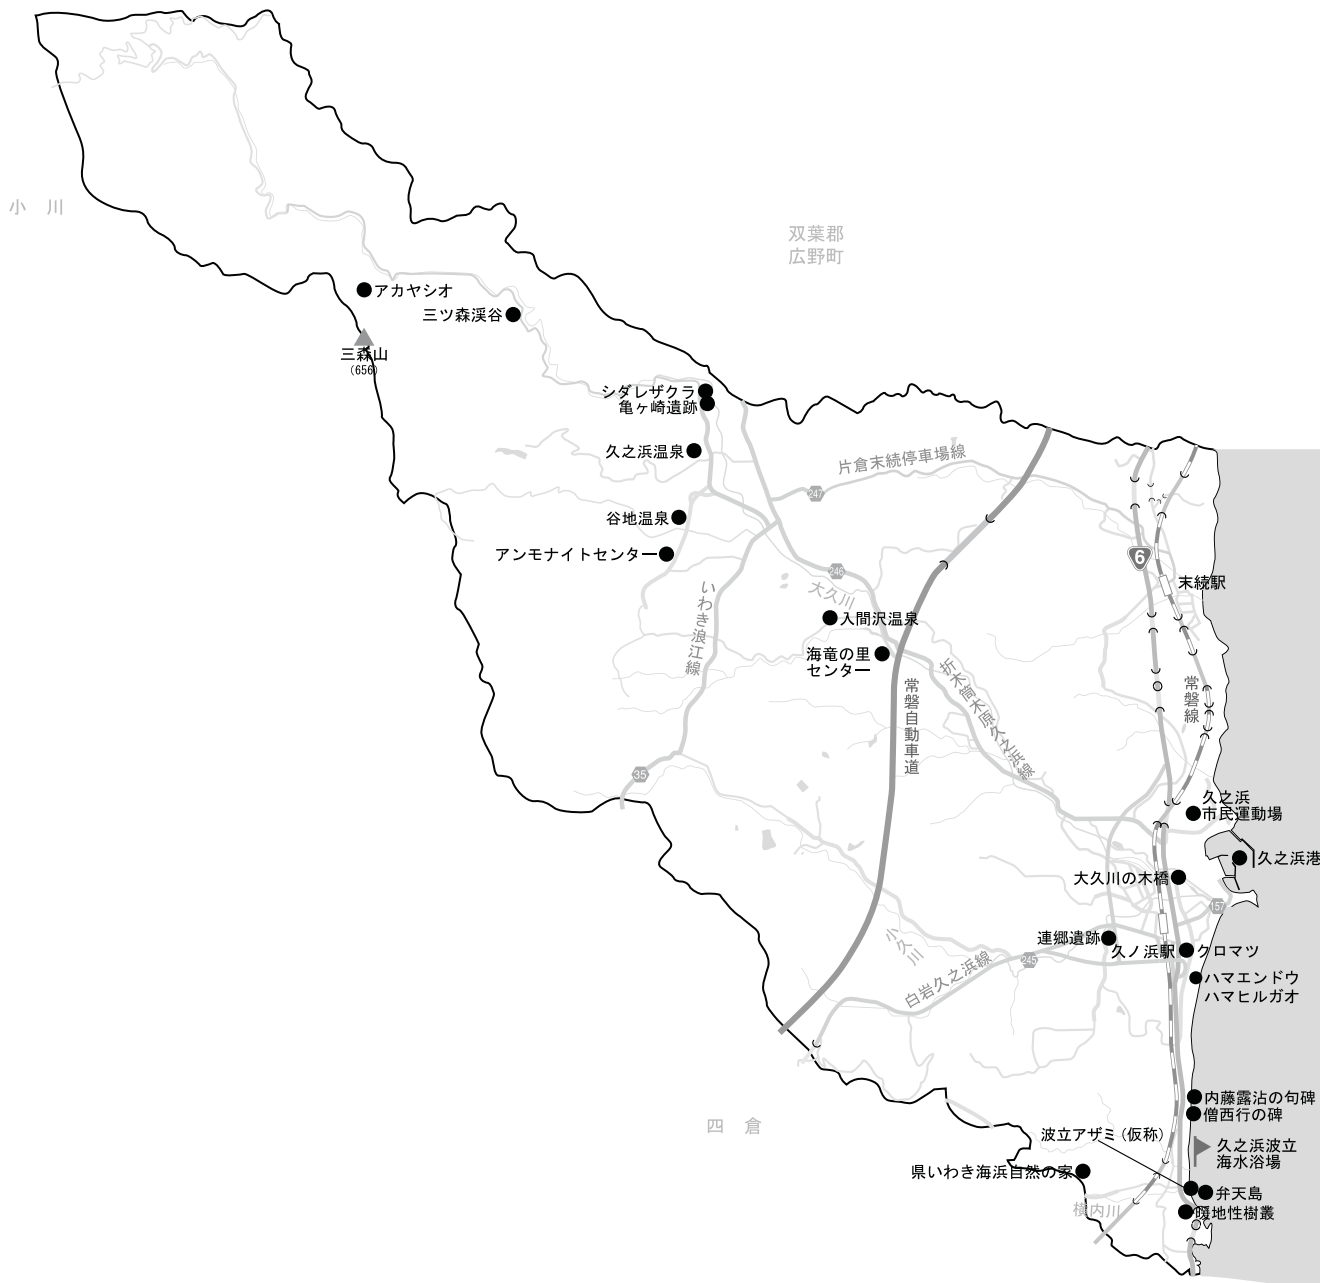 小 川
双葉郡
広野町
アカヤシオ
三ツ森渓谷
三森山
(656)
シダレザクラ
亀ヶ崎遺跡
久之浜温泉
片倉末続停車場線
247
谷地温泉
アンモナイトセンター
6
246
大久川
末続駅
いわき浪江線
入間沢温泉
海竜の里
センター
折木筒木原久之浜線
常磐自動車道
常磐線
35
久之浜
市民運動場
久之浜港
大久川の木橋
157
小久川
連郷遺跡
久ノ浜駅
クロマツ
245
白岩久之浜線
ハマエンドウ
ハマヒルガオ
内藤露沾の句碑
僧西行の碑
四 倉
波立アザミ(仮称)
久之浜波立
海水浴場
県いわき海浜自然の家
弁天島
横内川
暖地性樹叢